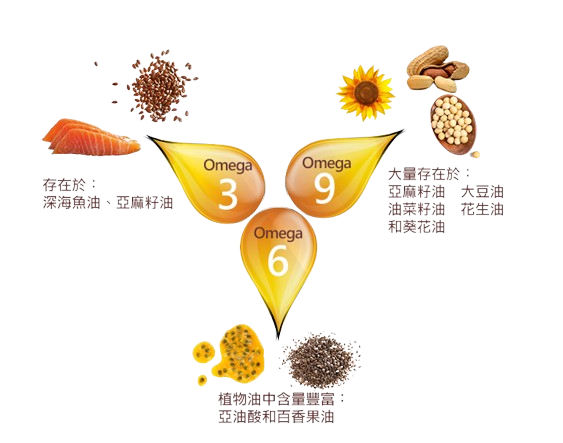 Omega
3
存在於：
深海魚油、亞麻籽油
Omega
9
大量存在於：
亞麻籽油　大豆油
油菜籽油　花生油
和葵花油
Omega
6
植物油中含量豐富：
亞油酸和百香果油